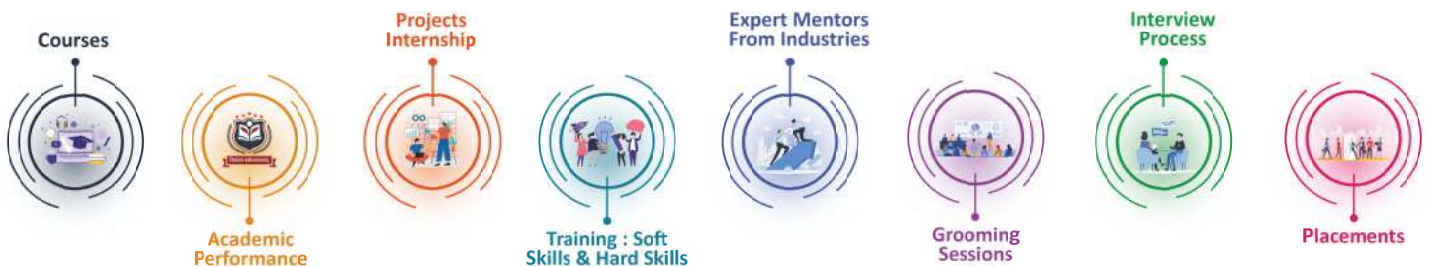 Courses
Academic
Performance
Projects
Internship
Training : Soft
Skills & Hard Skills
Expert Mentors
From Industries
Grooming
Sessions
Interview
Process
Placements